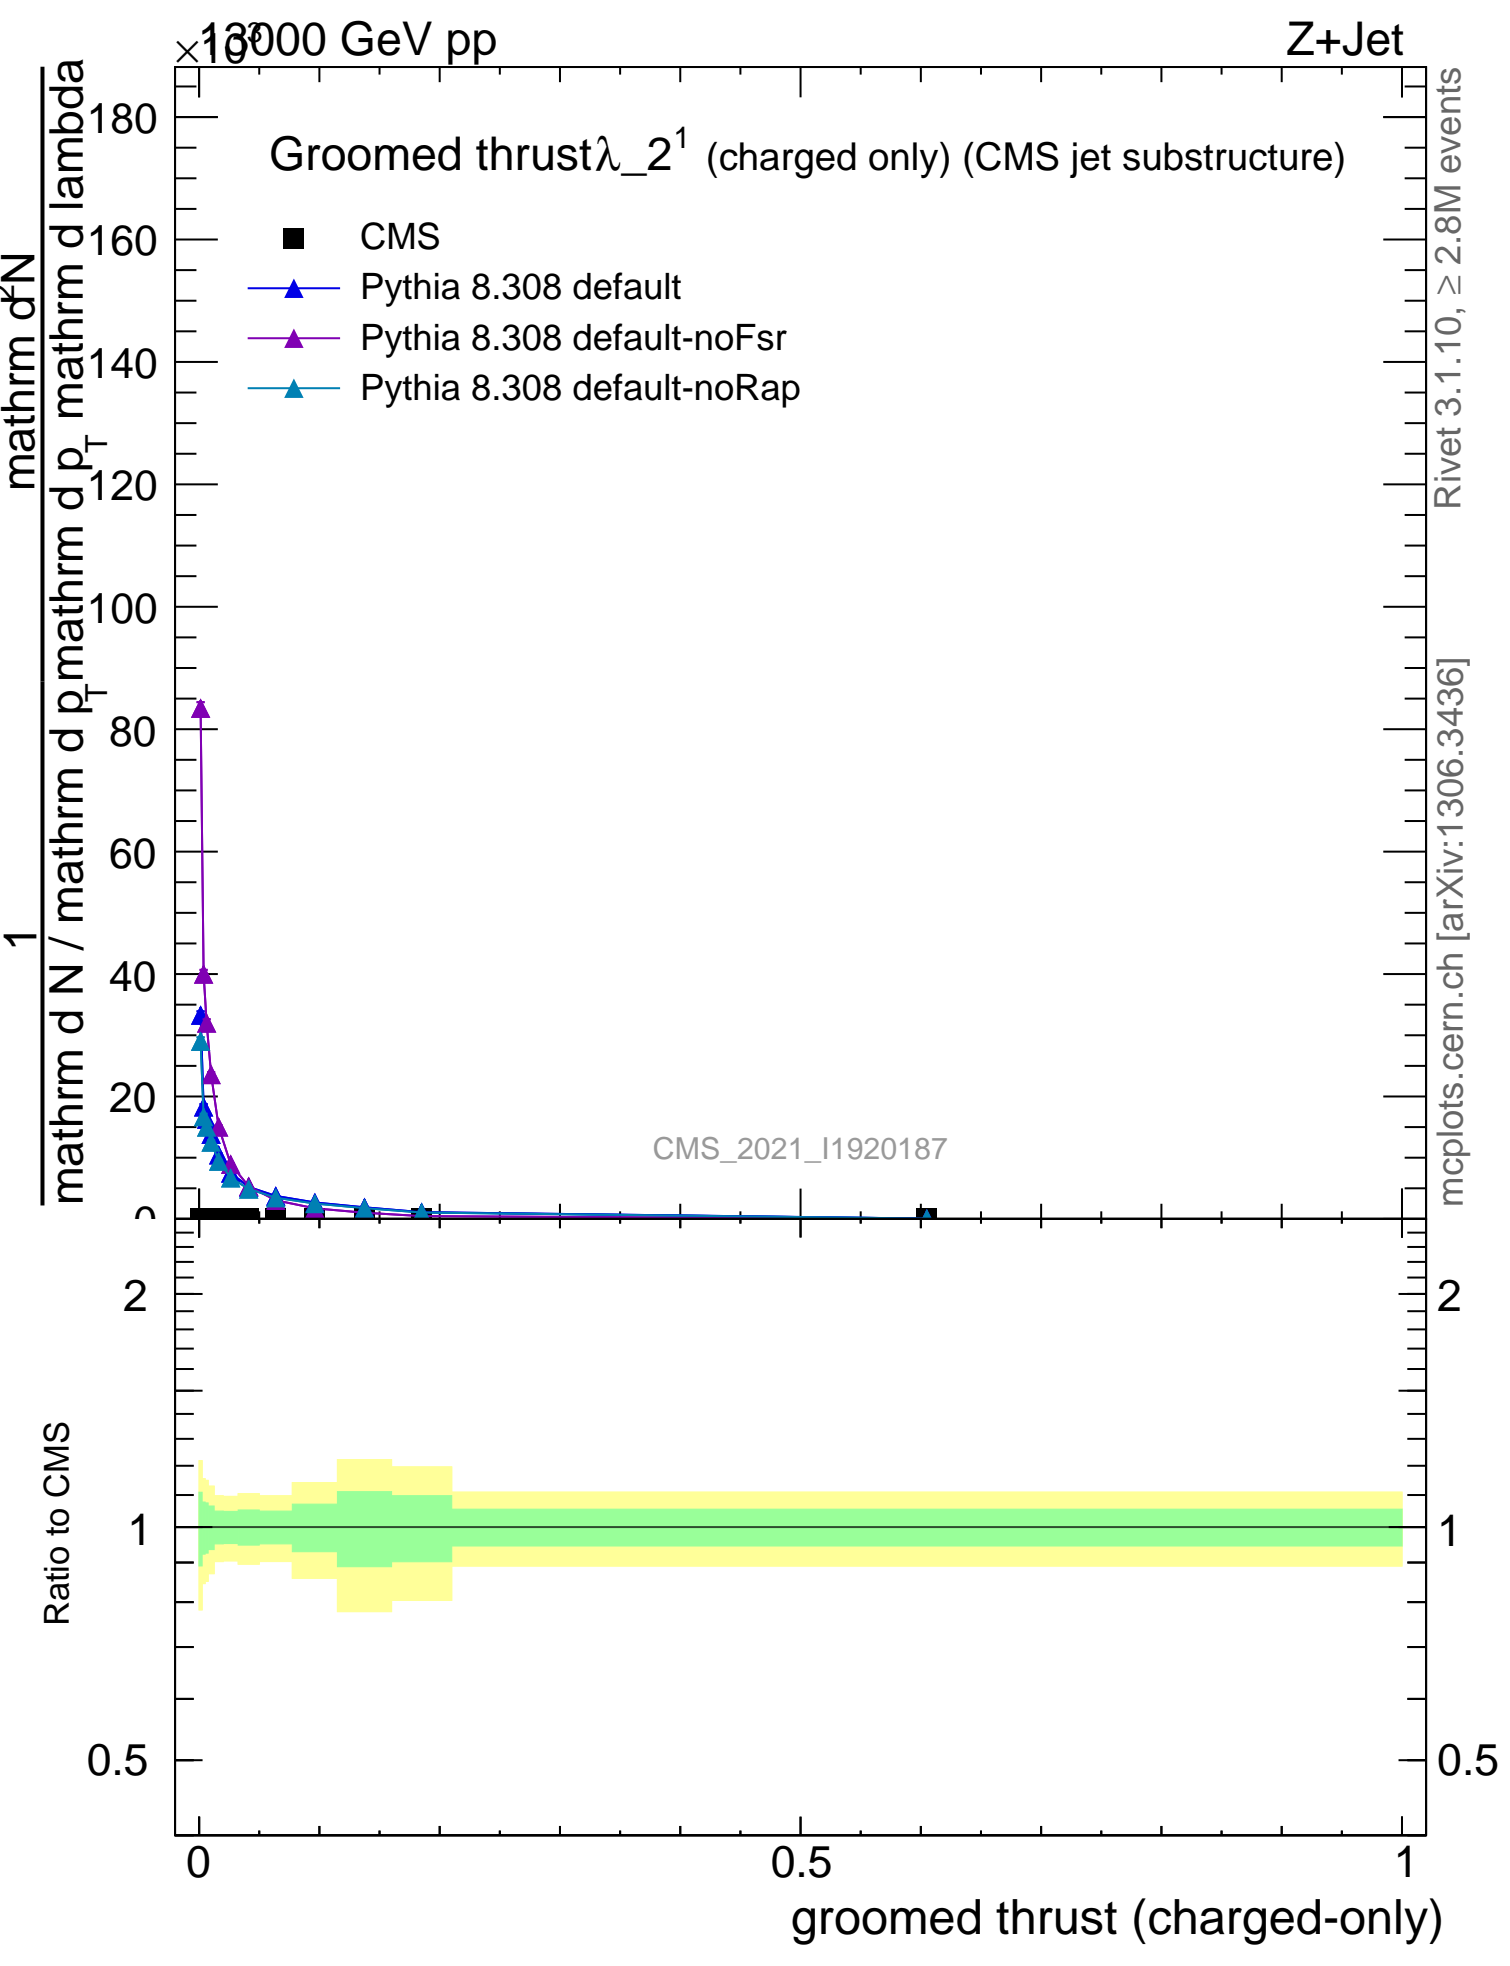 ×10³
13000 GeV pp
Z+Jet
Groomed thrust λ_2¹ (charged only) (CMS jet substructure)
CMS
Pythia 8.308 default
Pythia 8.308 default-noFsr
Pythia 8.308 default-noRap
mathrm d²N
mathrm d p_T mathrm d lambda
1
mathrm d N / mathrm d p_T
180
160
140
120
100
80
60
40
20
0
CMS_2021_I1920187
Rivet 3.1.10, ≥ 2.8M events
mcplots.cern.ch [arXiv:1306.3436]
Ratio to CMS
2
1
0.5
2
1
0.5
0
0.5
1
groomed thrust (charged-only)